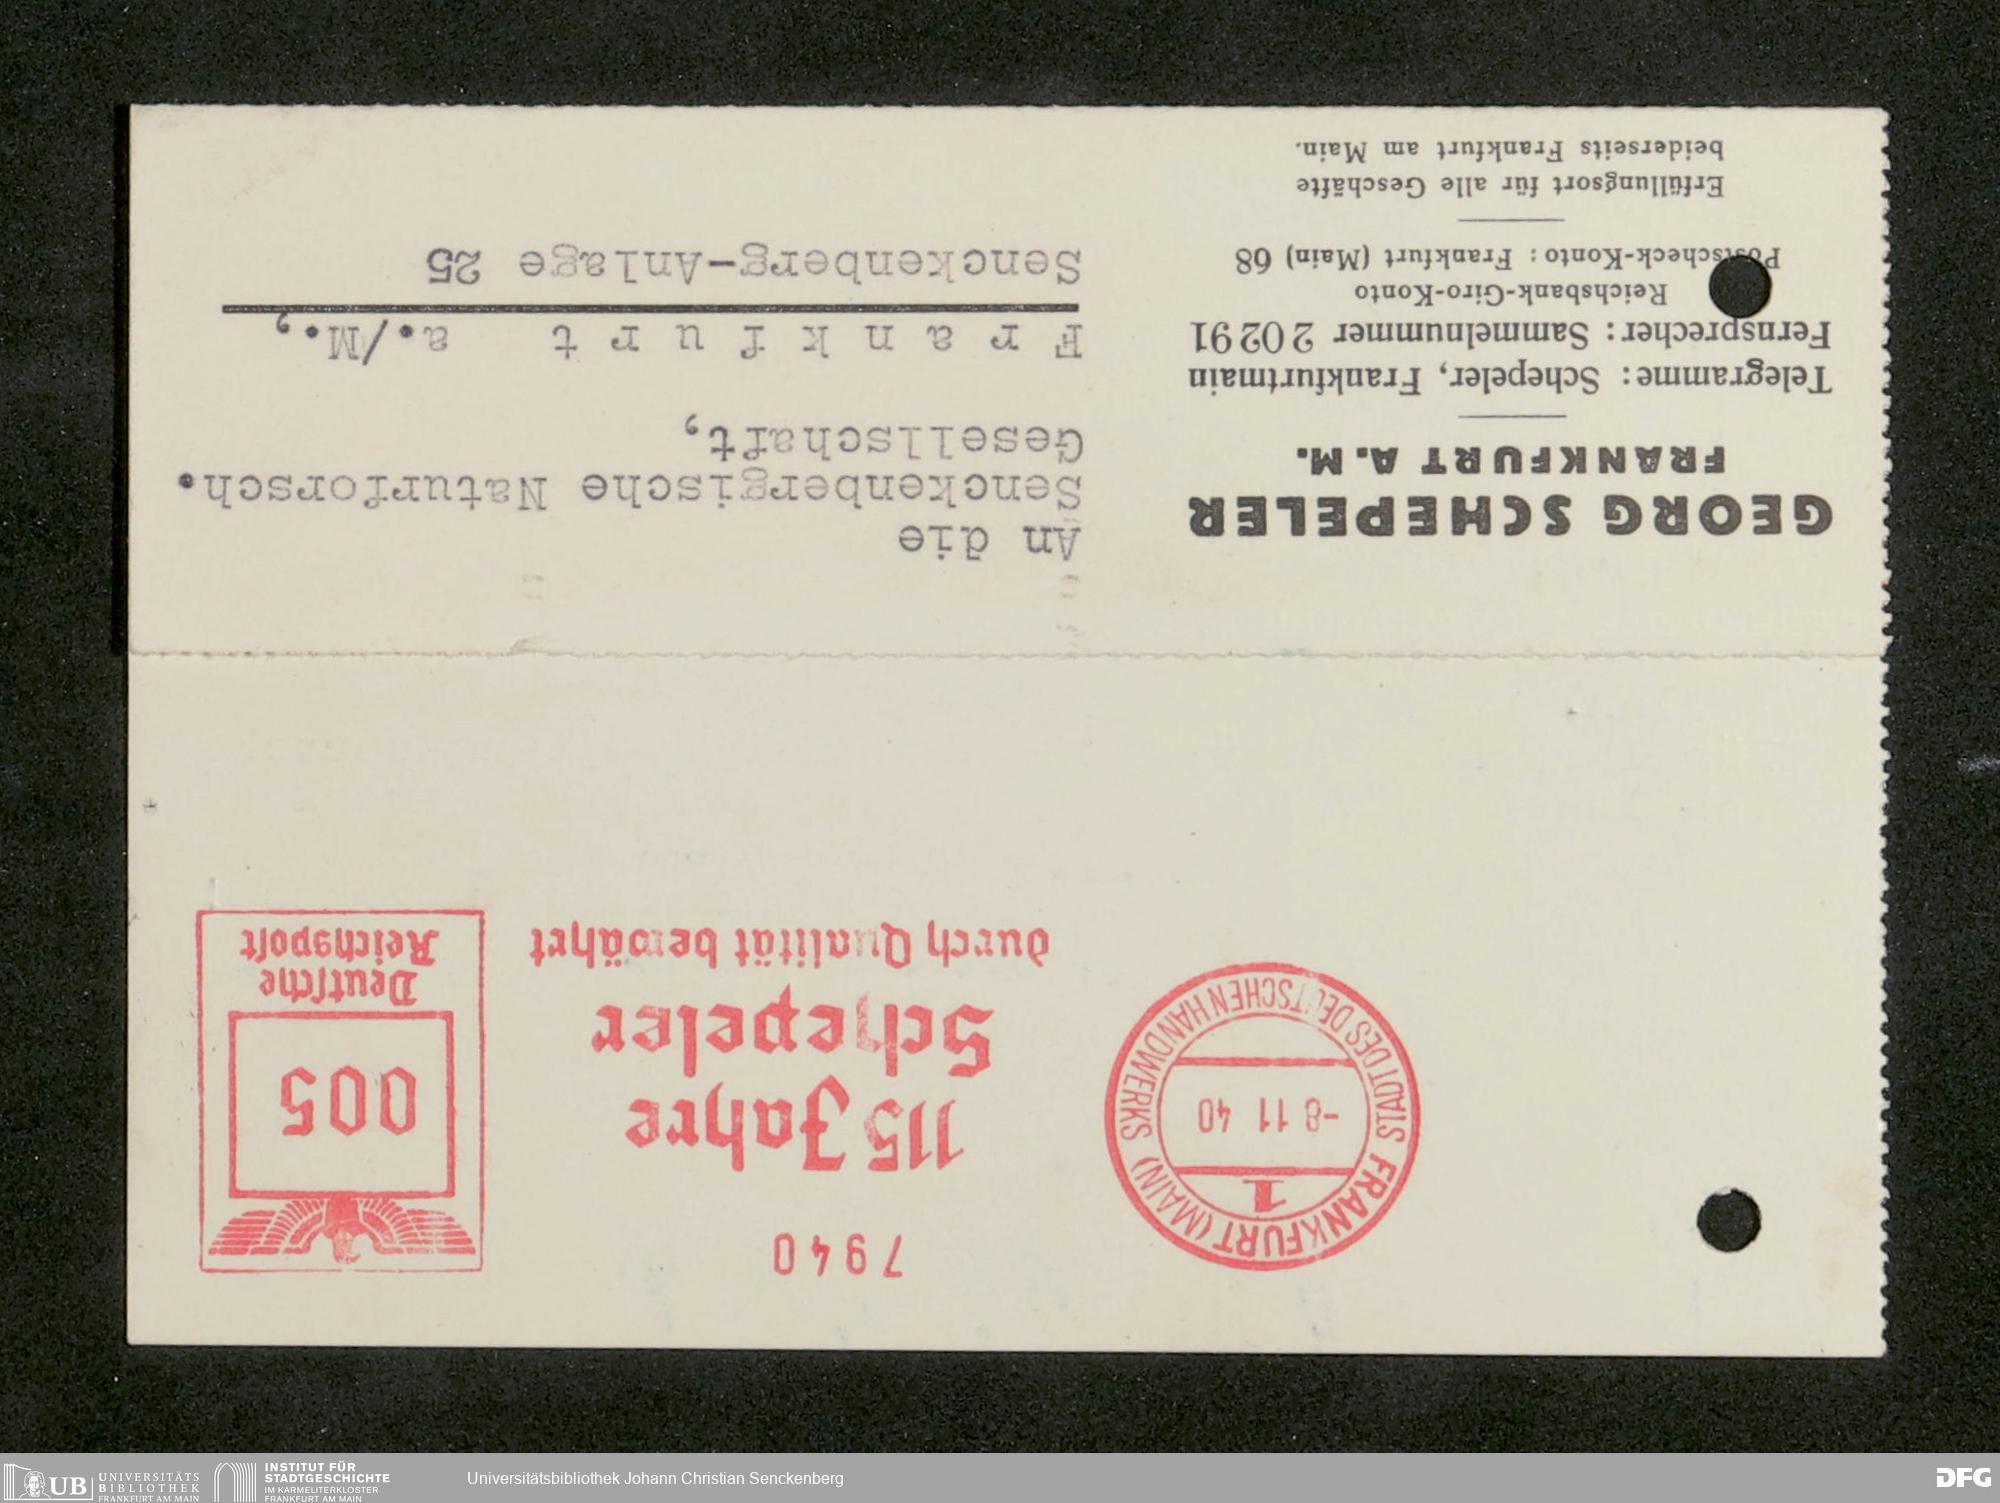 7940
FRANKFURT (MAIN) 1
-8 11 40
STADT DES DEUTSCHEN HANDWERKS
115 Jahre
Schepeler
durch Qualität bewährt
005
Deutsche
Reichspost
GEORG SCHEPELER
FRANKFURT A. M.
Telegramme: Schepeler, Frankfurtmain
Fernsprecher: Sammelnummer 20291
Reichsbank-Giro-Konto
Postscheck-Konto: Frankfurt (Main) 68
Erfüllungsort für alle Geschäfte
beiderseits Frankfurt am Main.
An die
Senckenbergische Naturforsch.
Gesellschaft,
F r a n k f u r t a./M.,
Senckenberg-Anlage 25
UB UNIVERSITÄTS
BIBLIOTHEK
FRANKFURT AM MAIN
INSTITUT FÜR
STADTGESCHICHTE
IM KARMELITERKLOSTER
FRANKFURT AM MAIN
Universitätsbibliothek Johann Christian Senckenberg
DFG